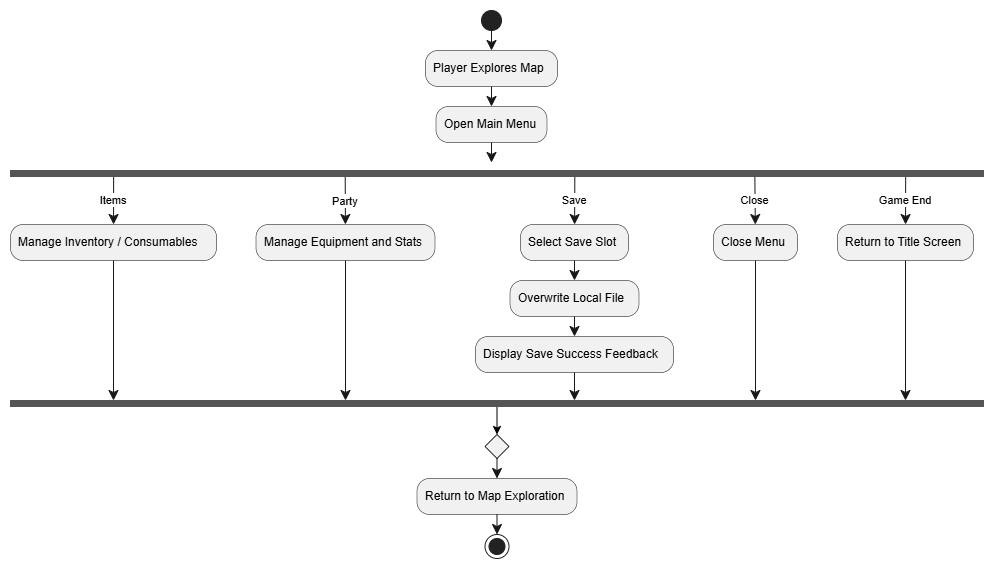 Player Explores Map
Open Main Menu
Items
Party
Save
Close
Game End
Manage Inventory / Consumables
Manage Equipment and Stats
Select Save Slot
Close Menu
Return to Title Screen
Overwrite Local File
Display Save Success Feedback
Return to Map Exploration